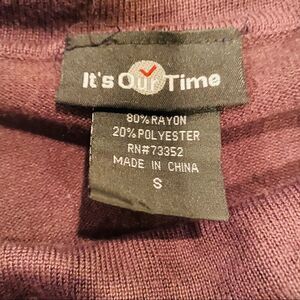 It's Our Time
80% RAYON
20% POLYESTER
RN#73352
MADE IN CHINA
S